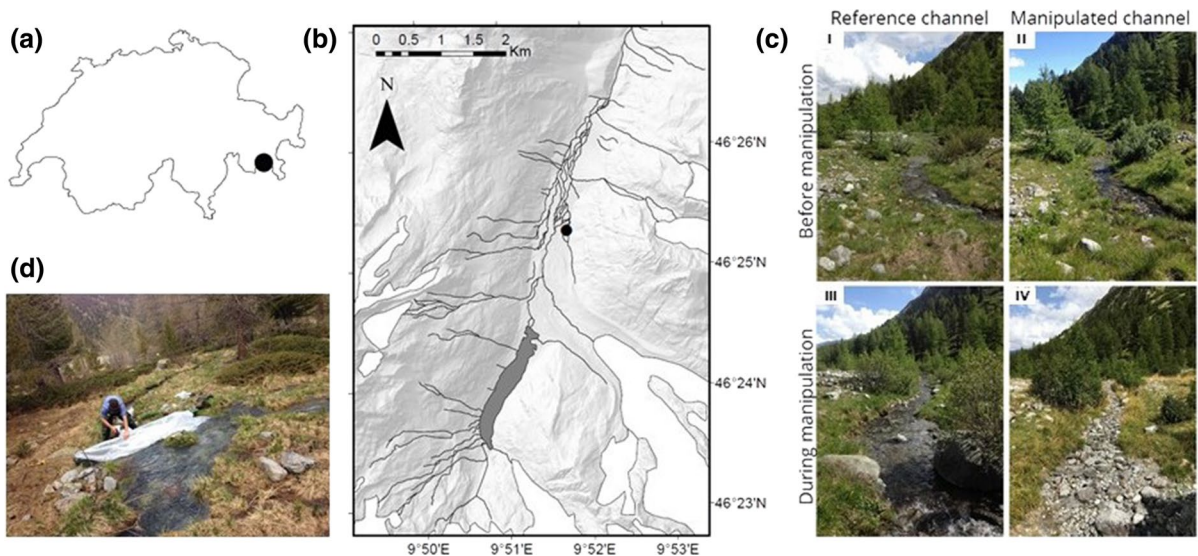 (a)
(b)
0 0.5 1 1.5 2
Km
N
46°26'N
46°25'N
46°24'N
46°23'N
9°50'E 9°51'E 9°52'E 9°53'E
(c)
Reference channel Manipulated channel
Before manipulation
I II
During manipulation
III IV
(d)